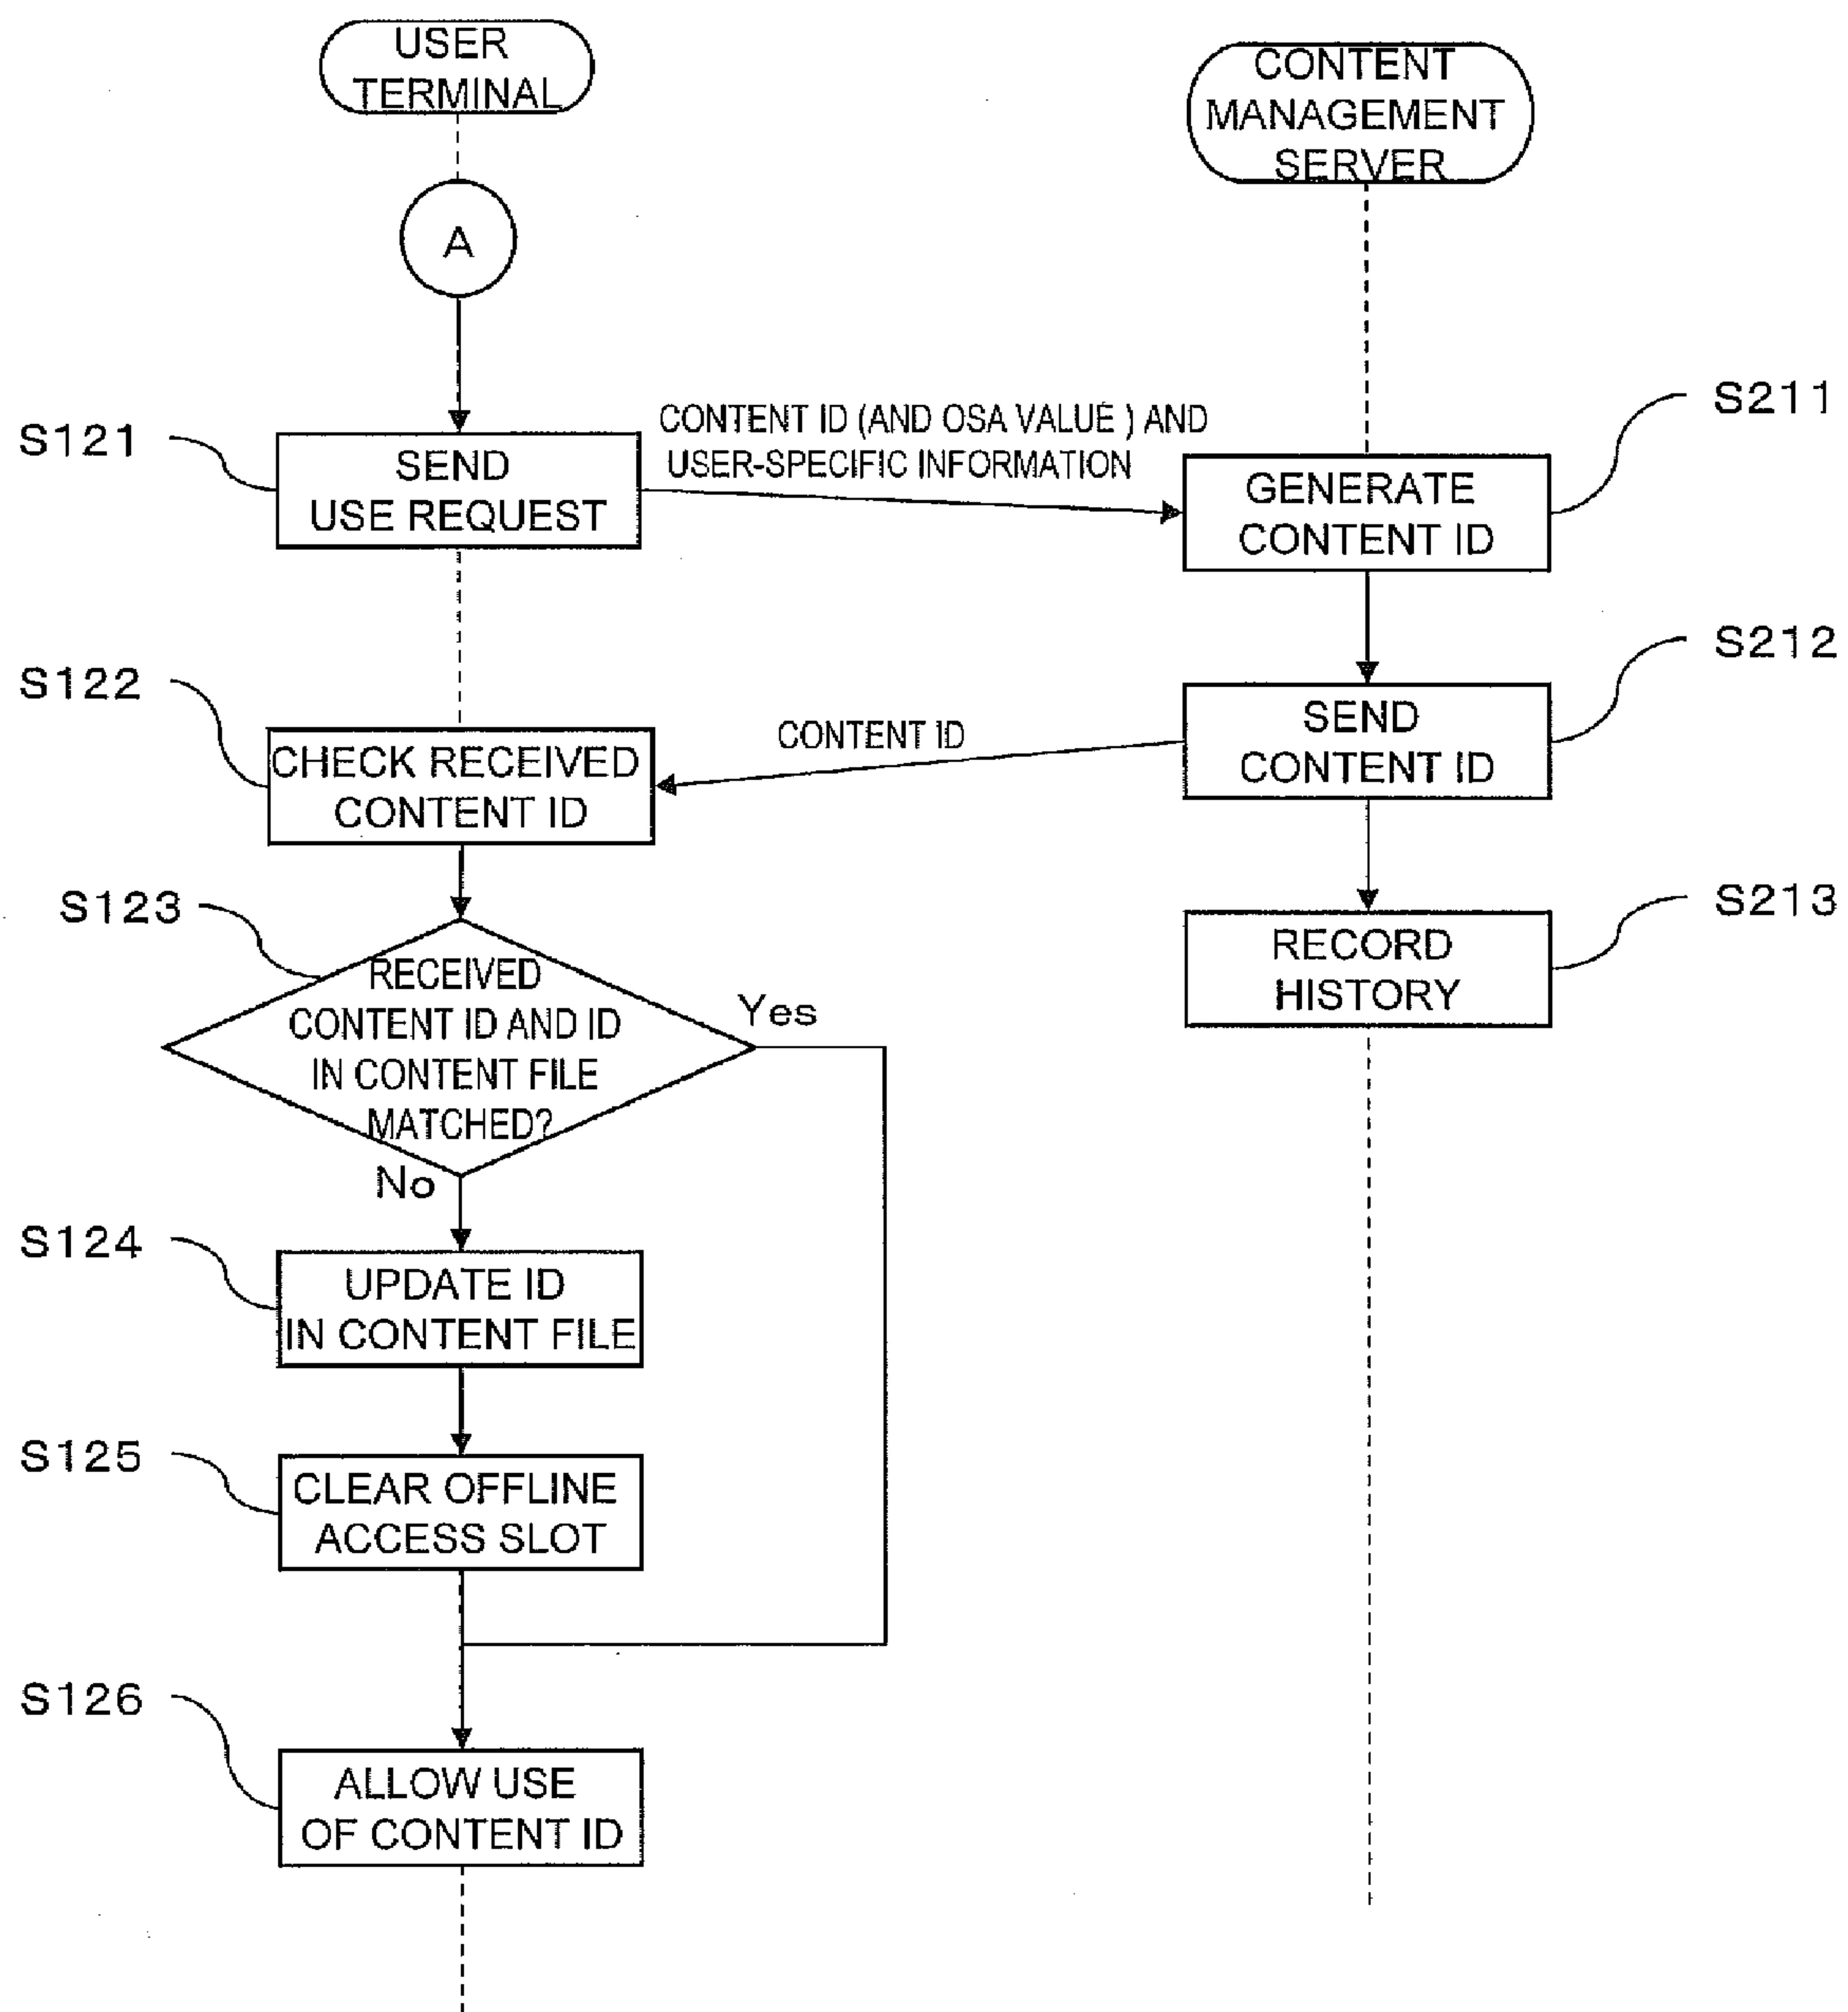 USER
TERMINAL
CONTENT
MANAGEMENT
SERVER
A
S121
SEND
USE REQUEST
CONTENT ID (AND OSA VALUE ) AND
USER-SPECIFIC INFORMATION
S211
GENERATE
CONTENT ID
S122
CHECK RECEIVED
CONTENT ID
CONTENT ID
S212
SEND
CONTENT ID
S123
RECEIVED
CONTENT ID AND ID
IN CONTENT FILE
MATCHED?
Yes
No
S213
RECORD
HISTORY
S124
UPDATE ID
IN CONTENT FILE
S125
CLEAR OFFLINE
ACCESS SLOT
S126
ALLOW USE
OF CONTENT ID